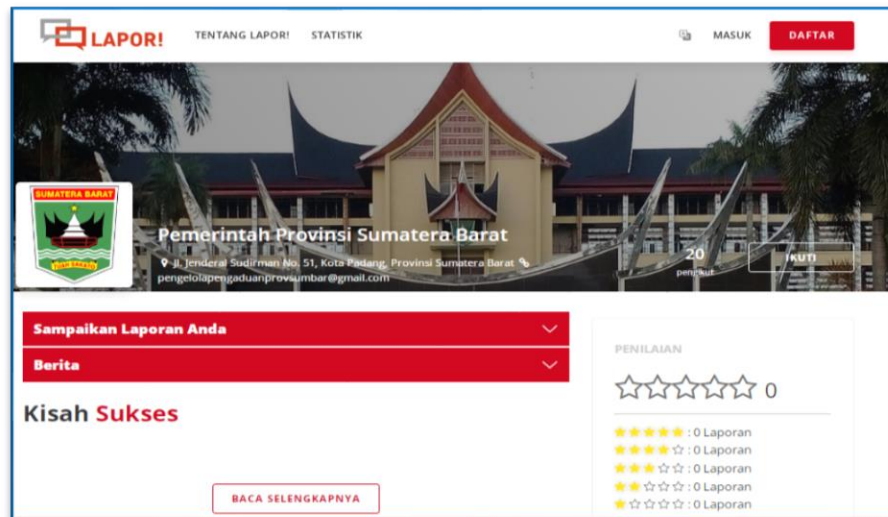 LAPOR!
TENTANG LAPOR!
STATISTIK
MASUK
DAFTAR
SUMATERA BARAT
Pemerintah Provinsi Sumatera Barat
Jl. Jenderal Sudirman No. 51, Kota Padang, Provinsi Sumatera Barat
pengelolapengaduanprovsumbar@gmail.com
20
pengikut
IKUTI
Sampaikan Laporan Anda
Berita
Kisah Sukses
BACA SELENGKAPNYA
PENILAIAN
0
: 0 Laporan
: 0 Laporan
: 0 Laporan
: 0 Laporan
: 0 Laporan